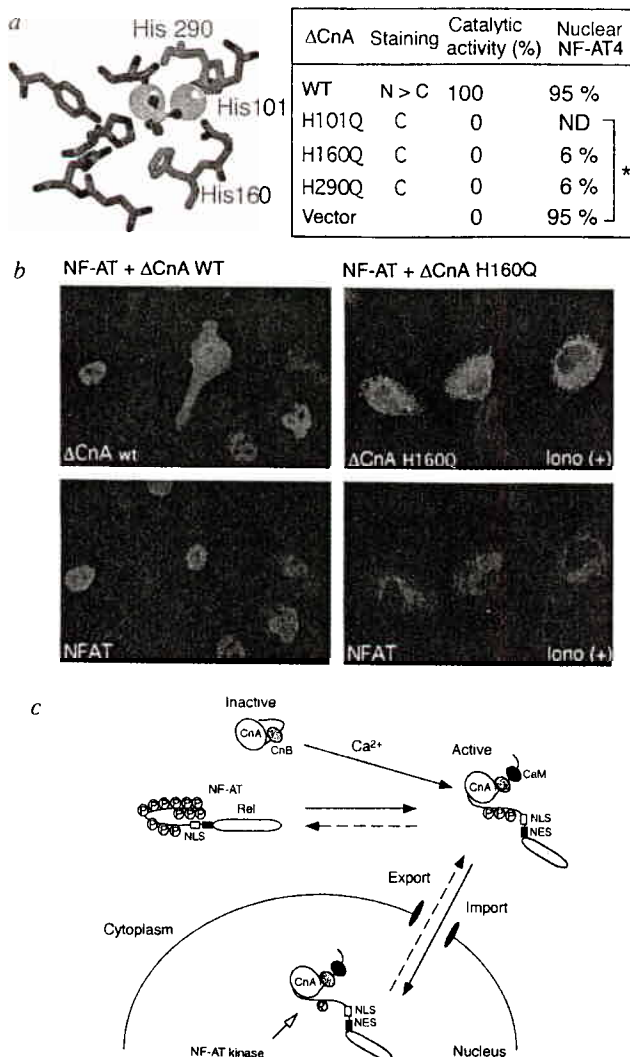 a
His 290
His101
His160
ΔCnA Staining Catalytic activity (%) Nuclear NF-AT4
WT N > C 100 95 %
H101Q C 0 ND
H160Q C 0 6 %
H290Q C 0 6 %
Vector 0 95 %
*
b
NF-AT + ΔCnA WT NF-AT + ΔCnA H160Q
ΔCnA wt ΔCnA H160Q Iono (+)
NFAT NFAT Iono (+)
c
Inactive
CnA
CnB
Ca²⁺
Active
CaM
CnA
NF-AT
P P P P P
Rel
NLS
NLS
NES
Export
Import
Cytoplasm
CnA
NLS
NES
NF-AT kinase
Nucleus